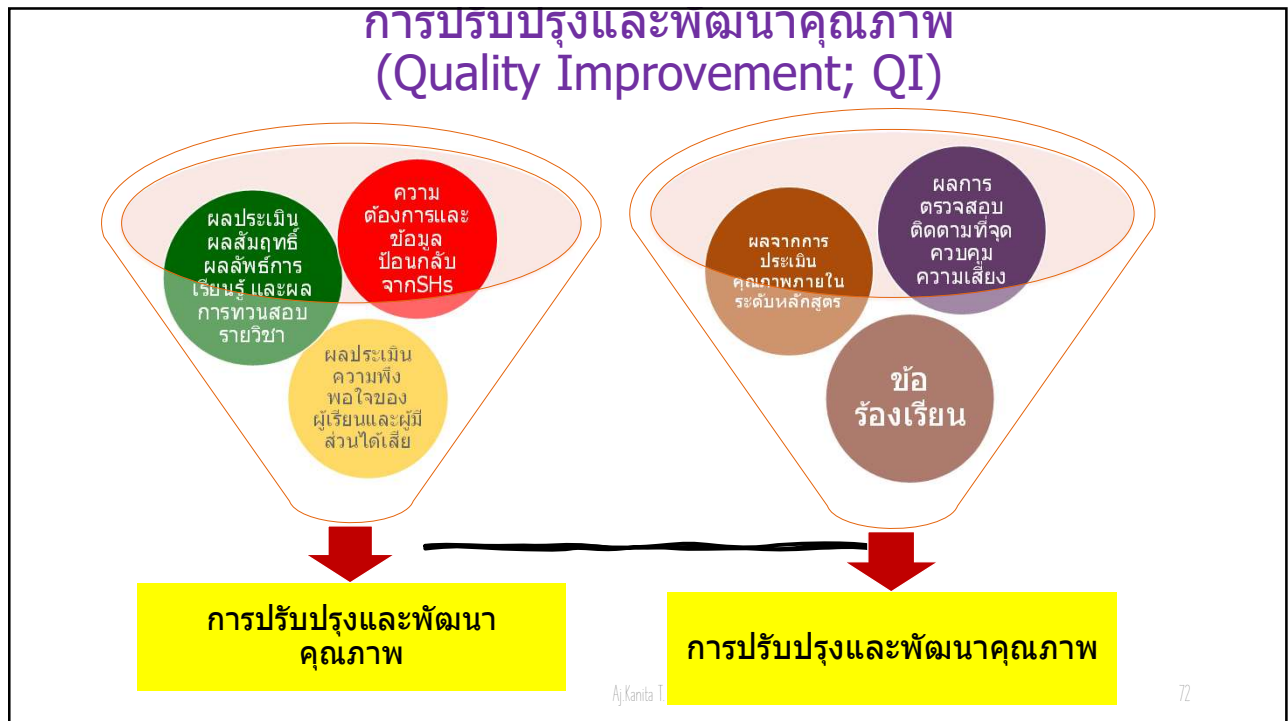 การปรับปรุงและพัฒนาคุณภาพ
(Quality Improvement; QI)
ผลประเมิน
ผลสัมฤทธิ์
ผลลัพธ์การ
เรียนรู้ และผล
การทวนสอบ
รายวิชา
ความ
ต้องการและ
ข้อมูล
ป้อนกลับ
จากSHs
ผลประเมิน
ความพึง
พอใจของ
ผู้เรียนและผู้มี
ส่วนได้เสีย
ผลจากการ
ประเมิน
คุณภาพภายใน
ระดับหลักสูตร
ผลการ
ตรวจสอบ
ติดตามที่จุด
ควบคุม
ความเสี่ยง
ข้อ
ร้องเรียน
การปรับปรุงและพัฒนา
คุณภาพ
การปรับปรุงและพัฒนาคุณภาพ
Aj.Kanita T.
72